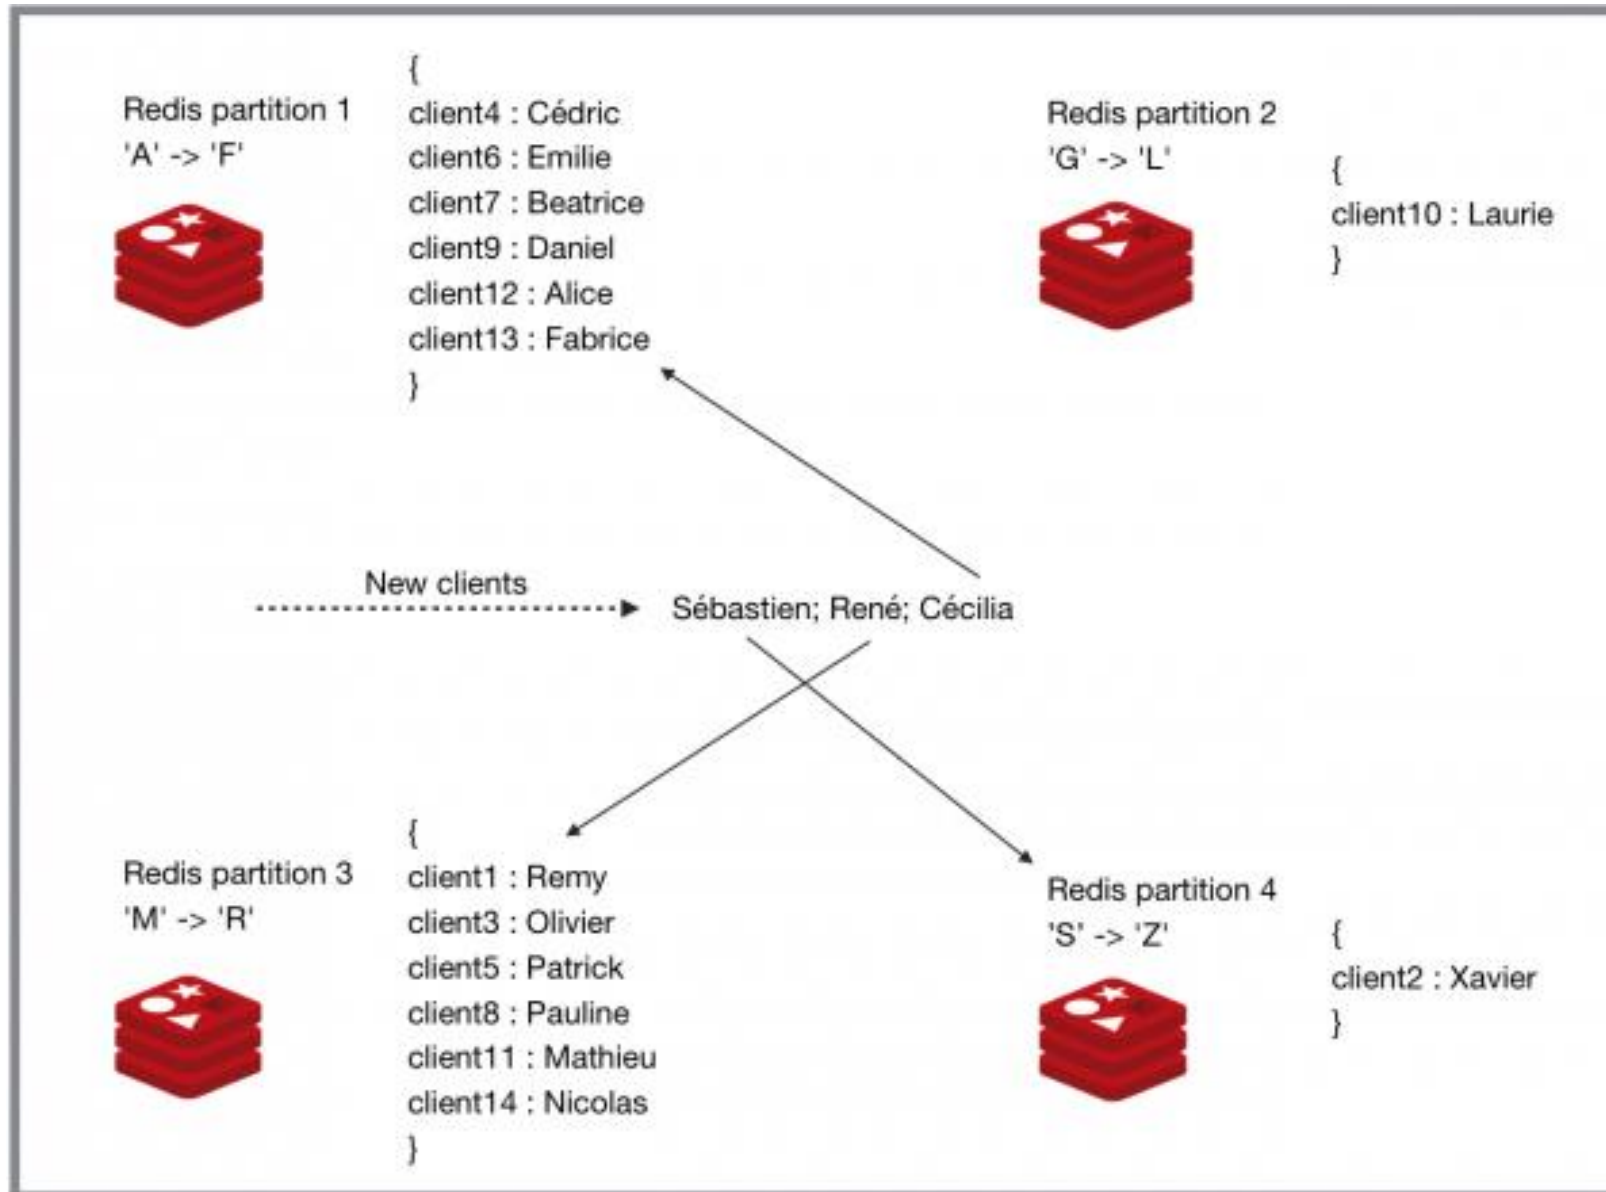 Redis partition 1
'A' -> 'F'
{
client4 : Cédric
client6 : Emilie
client7 : Beatrice
client9 : Daniel
client12 : Alice
client13 : Fabrice
}
Redis partition 2
'G' -> 'L'
{
client10 : Laurie
}
New clients
Sébastien; René; Cécilia
Redis partition 3
'M' -> 'R'
{
client1 : Remy
client3 : Olivier
client5 : Patrick
client8 : Pauline
client11 : Mathieu
client14 : Nicolas
}
Redis partition 4
'S' -> 'Z'
{
client2 : Xavier
}